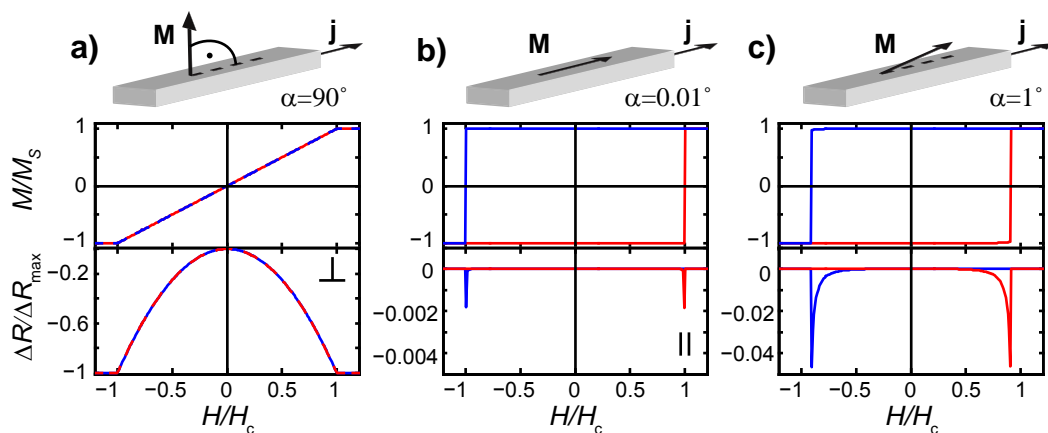 a) M j
α=90°
b) M j
α=0.01°
c) M j
α=1°
M/M_S
1
0
−1
1
0
−1
1
0
−1
ΔR/ΔR_max
−0.2
−0.6
−1
⊥
0
−0.002
−0.004
||
0
−0.02
−0.04
−1 −0.5 0 0.5 1
−1 −0.5 0 0.5 1
−1 −0.5 0 0.5 1
H/H_c
H/H_c
H/H_c